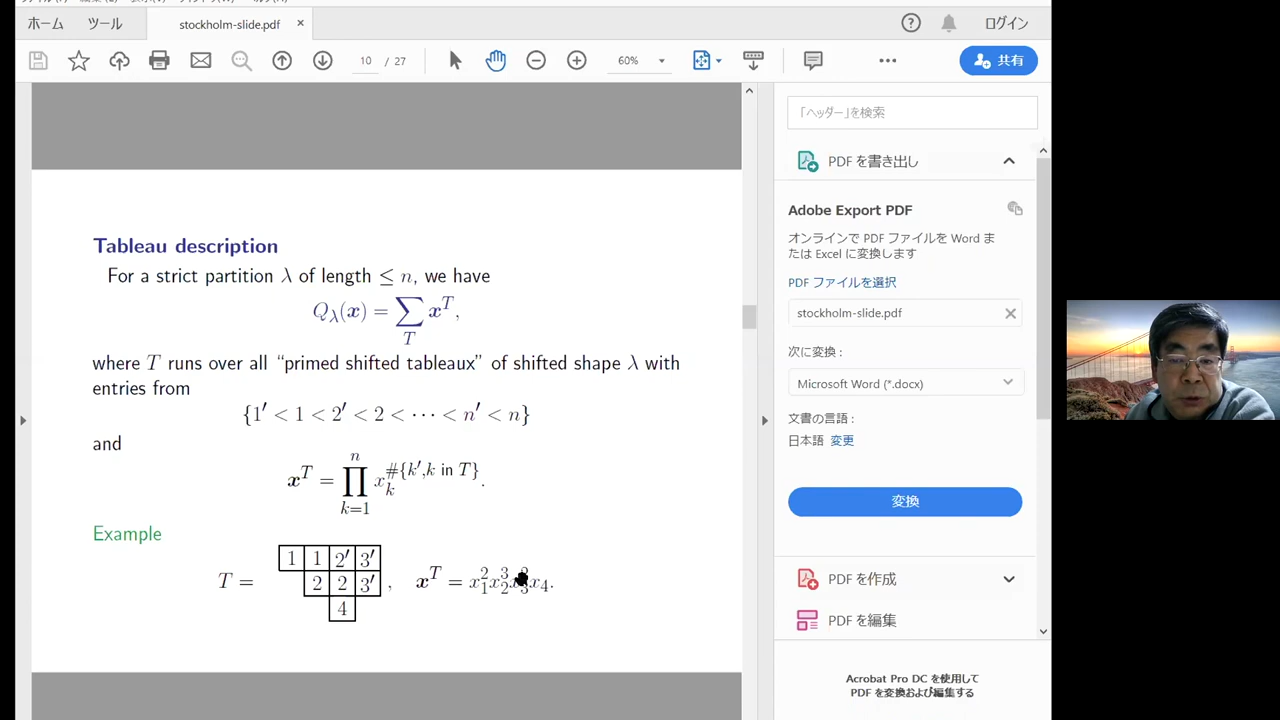 ホーム ツール stockholm-slide.pdf × ログイン
10 / 27 60% 共有
「ヘッダー」を検索
PDF を書き出し
Adobe Export PDF
オンラインで PDF ファイルを Word ま
たは Excel に変換します
PDF ファイルを選択
stockholm-slide.pdf
次に変換 :
Microsoft Word (*.docx)
文書の言語 :
日本語 変更
変換
PDF を作成
PDF を編集
Acrobat Pro DC を使用して
PDF を変換および編集する
Tableau description
For a strict partition λ of length ≤ n, we have
Q_λ(x) = ∑_T x^T,
where T runs over all “primed shifted tableaux” of shifted shape λ with
entries from
{1′ < 1 < 2′ < 2 < ⋯ < n′ < n}
and
x^T = ∏_{k=1}^{n} x_k^{#{k′,k in T}}.
Example
T = 1 1 2′ 3′
2 2 3′
4
, x^T = x_1^2 x_2^3 x_3^2 x_4.